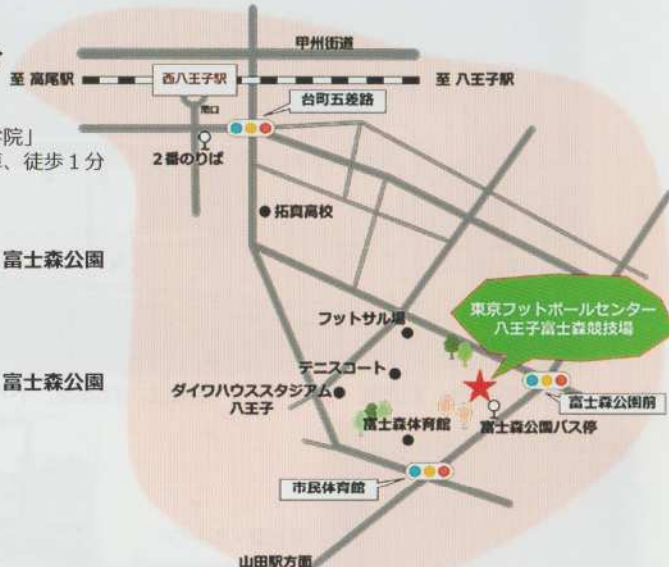 甲州街道
至 高尾駅
西八王子駅
至 八王子駅
南口
台町五差路
学院」
２番のりば
車、徒歩１分
拓真高校
富士森公園
東京フットボールセンター
八王子富士森競技場
フットサル場
テニスコート
富士森公園
ダイワハウススタジアム
八王子
富士森公園前
富士森体育館
富士森公園バス停
市民体育館
山田駅方面